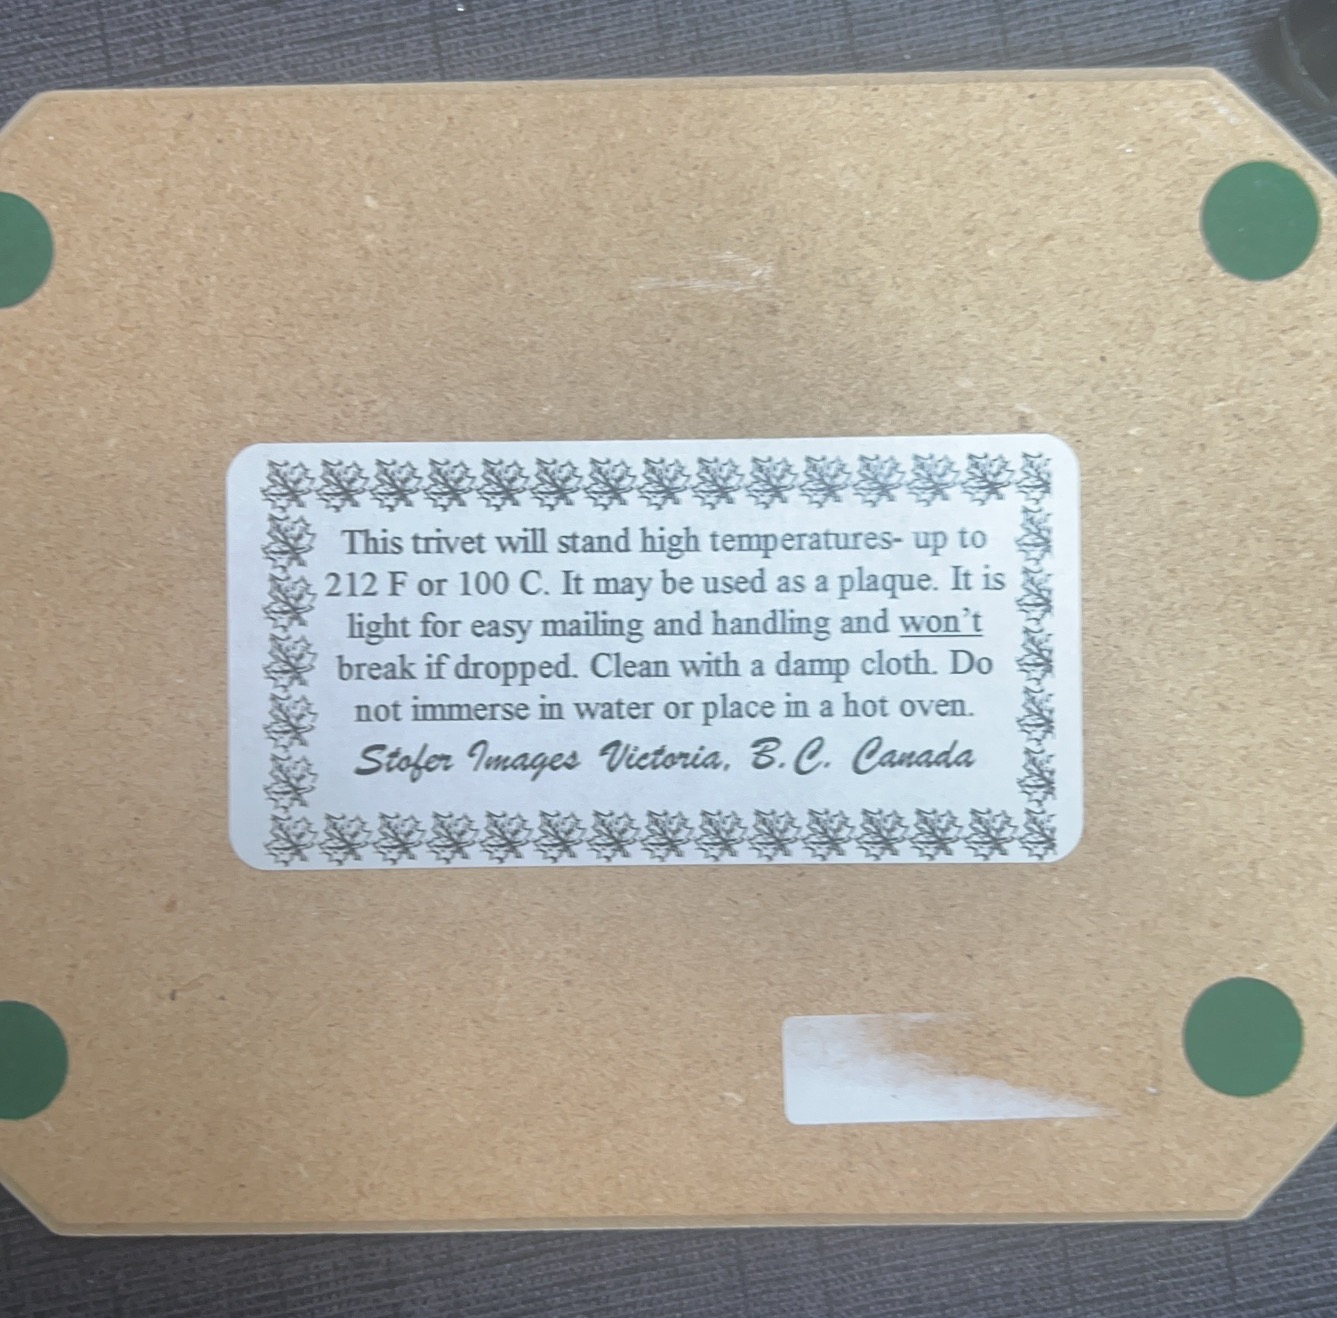 This trivet will stand high temperatures- up to
212 F or 100 C. It may be used as a plaque. It is
light for easy mailing and handling and won't
break if dropped. Clean with a damp cloth. Do
not immerse in water or place in a hot oven.
Stofer Images Victoria, B.C. Canada